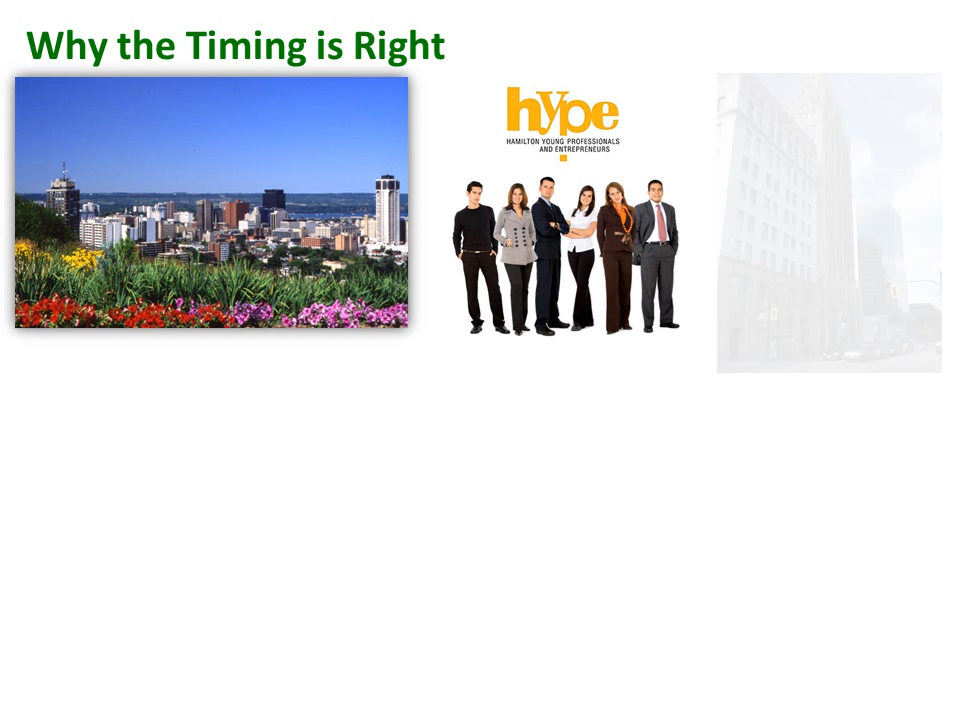 Why the Timing is Right
hype
HAMILTON YOUNG PROFESSIONALS
AND ENTREPRENEURS